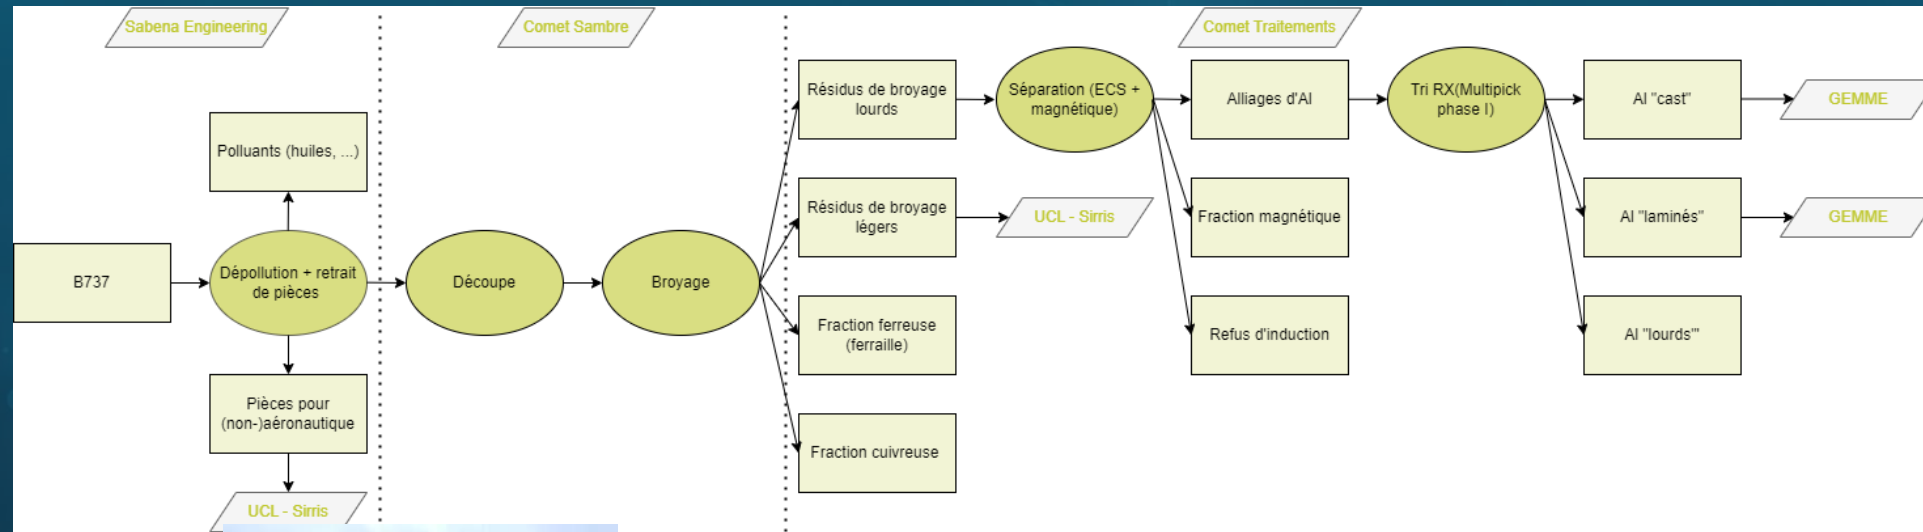 Sabena Engineering
Comet Sambre
Comet Traitements
Polluants (huiles, ...)
B737
Dépollution + retrait
de pièces
Pièces pour
(non-)aéronautique
UCL - Sirris
Découpe
Broyage
Résidus de broyage
lourds
Résidus de broyage
légers
Fraction ferreuse
(ferraille)
Fraction cuivreuse
Séparation (ECS +
magnétique)
UCL - Sirris
Alliages d'Al
Fraction magnétique
Refus d'induction
Tri RX(Multipick
phase I)
Al "cast"
Al "laminés"
Al "lourds'"
GEMME
GEMME